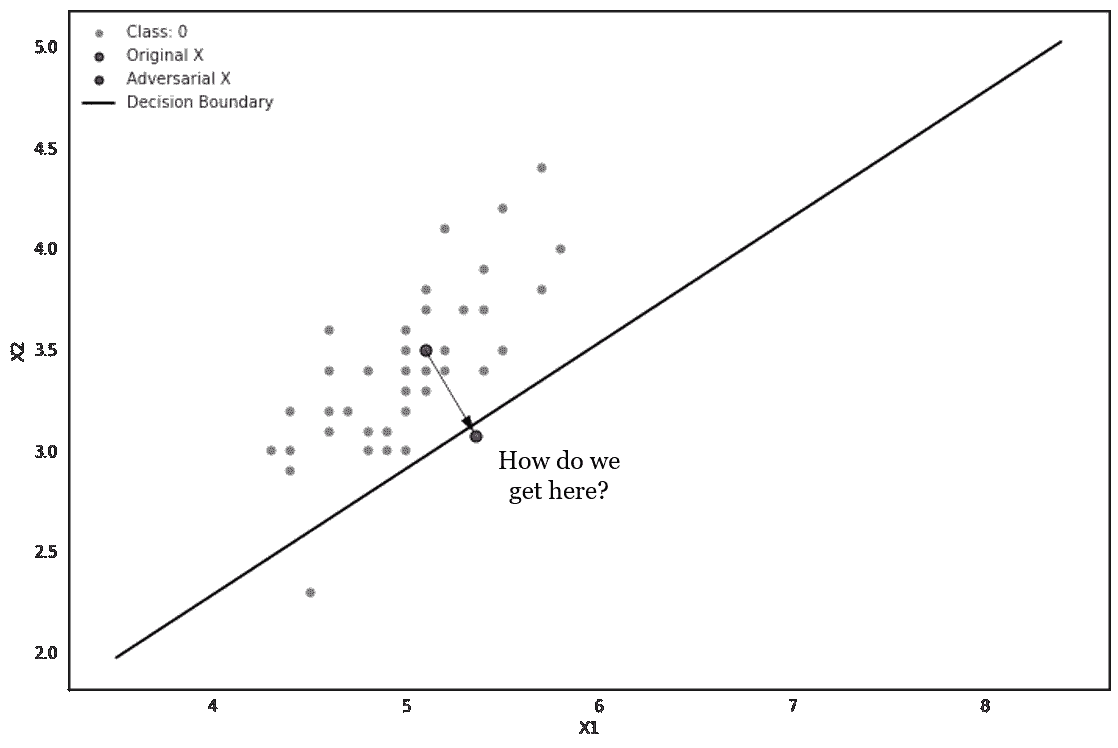 Class: 0
Original X
Adversarial X
Decision Boundary
5.0
4.5
4.0
3.5
3.0
2.5
2.0
X2
How do we
get here?
4
5
6
7
8
X1